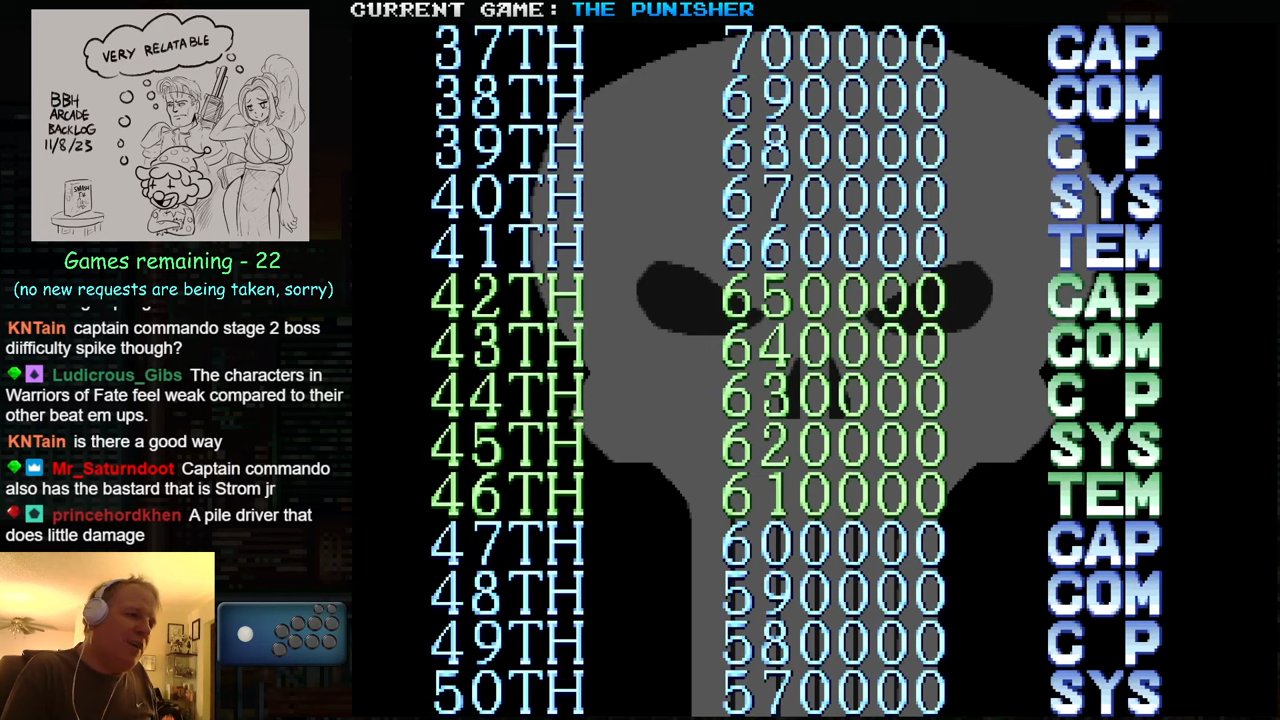 CURRENT GAME: THE PUNISHER
VERY RELATABLE
BBH
ARCADE
BACKLOG
11/8/23
Games remaining - 22
(no new requests are being taken, sorry)
KNTain captain commando stage 2 boss
diifficulty spike though?
Ludicrous_Gibs The characters in
Warriors of Fate feel weak compared to their
other beat em ups.
KNTain is there a good way
Mr_Saturndoot Captain commando
also has the bastard that is Strom jr
princehordkhen A pile driver that
does little damage
37TH 700000 CAP
38TH 690000 COM
39TH 680000 C P
40TH 670000 SYS
41TH 660000 TEM
42TH 650000 CAP
43TH 640000 COM
44TH 630000 C P
45TH 620000 SYS
46TH 610000 TEM
47TH 600000 CAP
48TH 590000 COM
49TH 580000 C P
50TH 570000 SYS